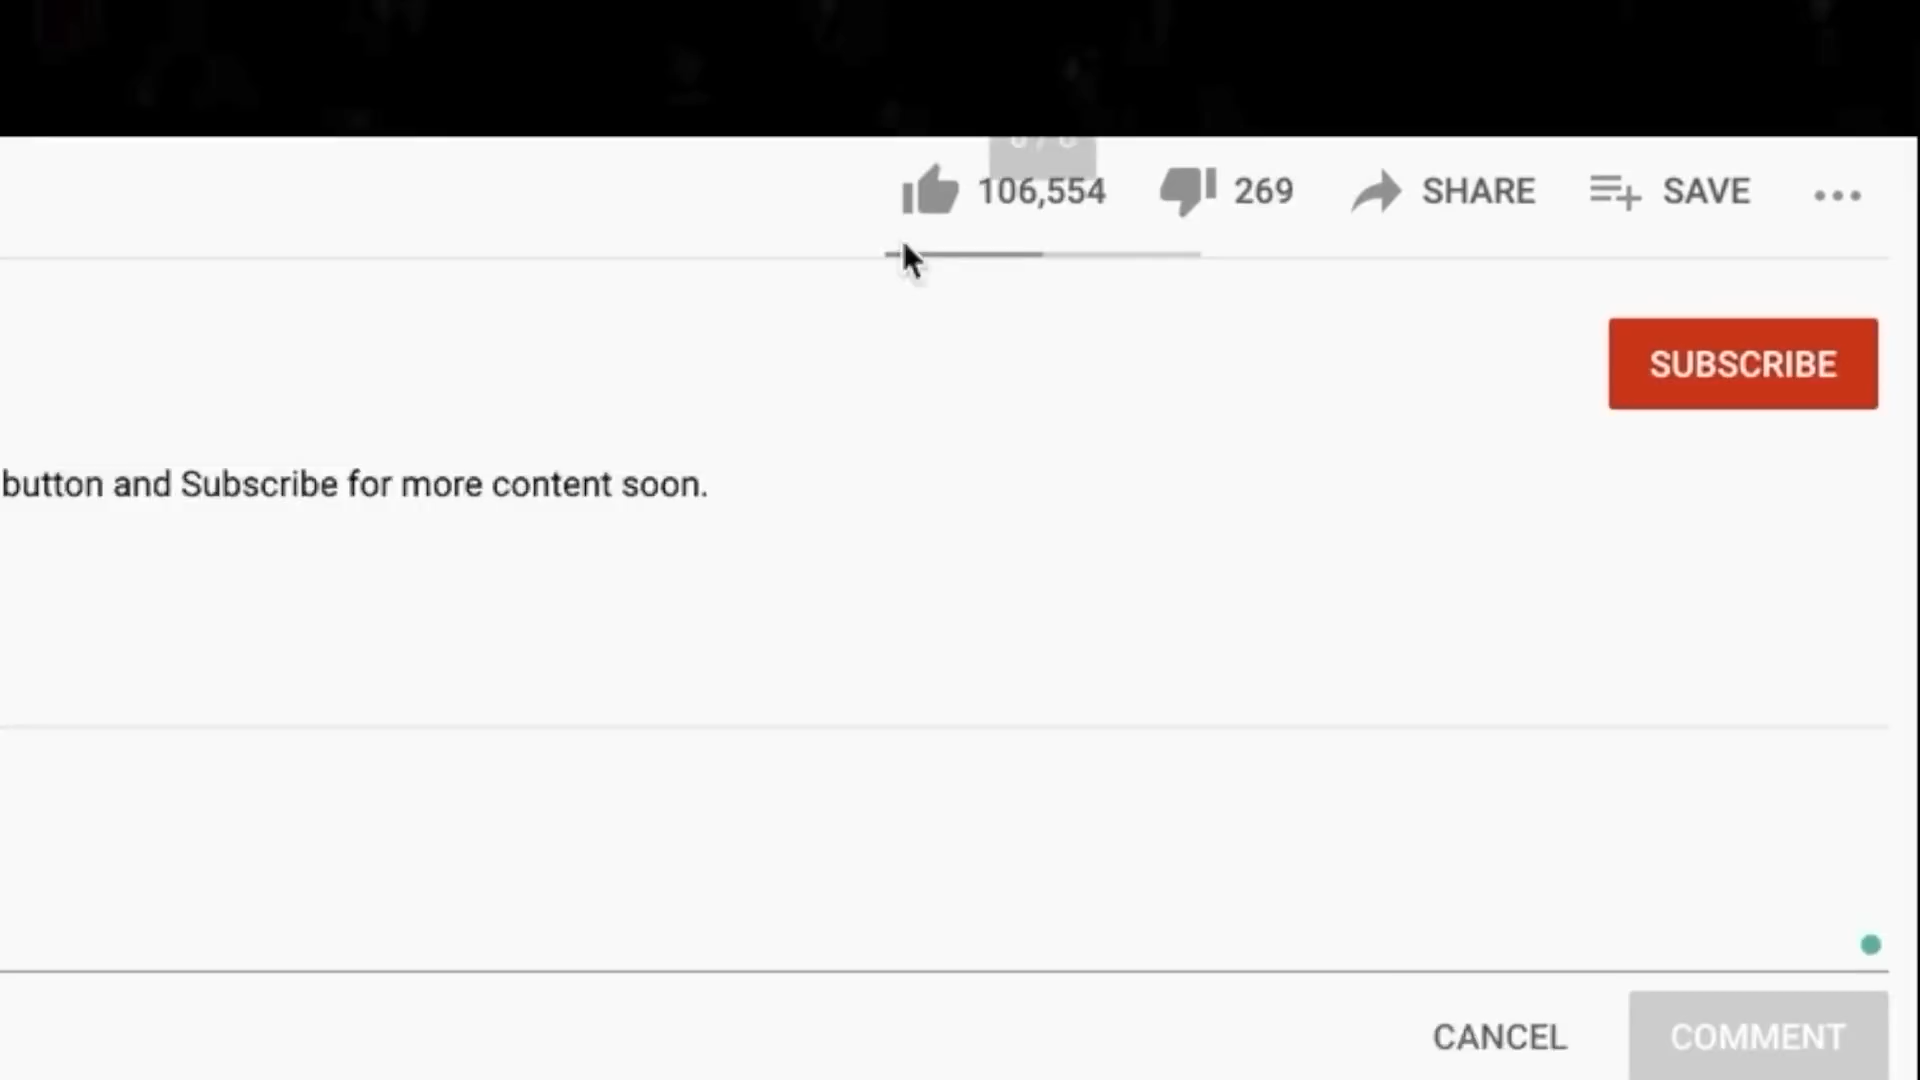 106,554 269 SHARE SAVE
SUBSCRIBE
button and Subscribe for more content soon.
CANCEL COMMENT